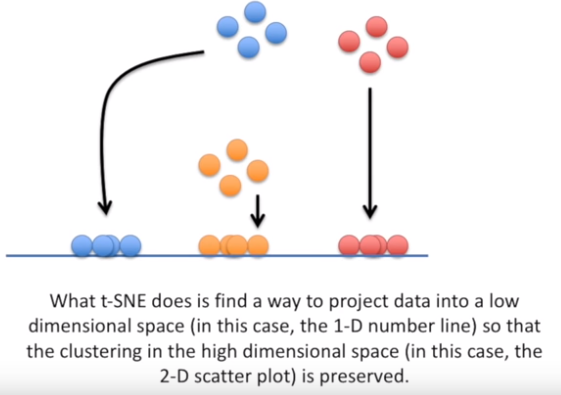 What t-SNE does is find a way to project data into a low
dimensional space (in this case, the 1-D number line) so that
the clustering in the high dimensional space (in this case, the
2-D scatter plot) is preserved.